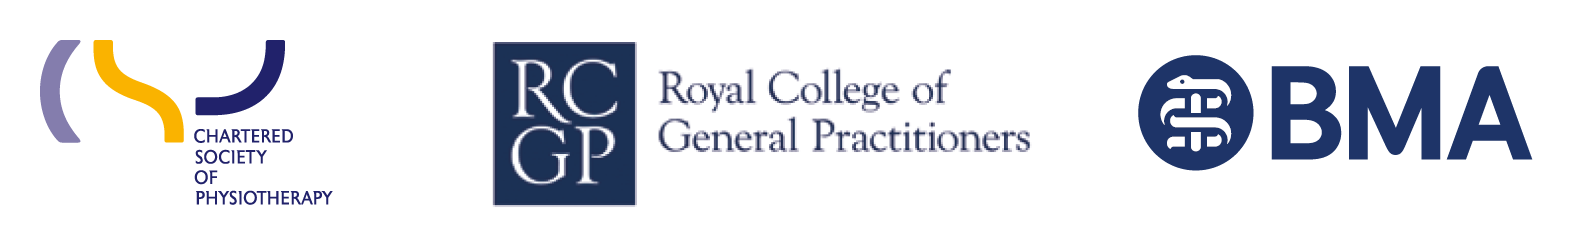 CHARTERED
SOCIETY
OF
PHYSIOTHERAPY
RC
GP
Royal College of
General Practitioners
BMA